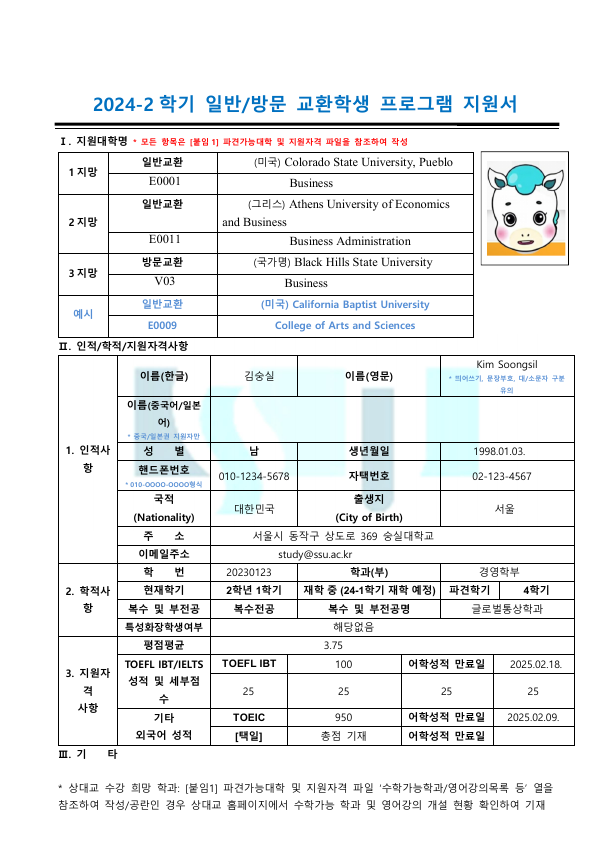 2024-2 학기 일반/방문 교환학생 프로그램 지원서
Ⅰ. 지원대학명 * 모든 항목은 [붙임 1] 파견가능대학 및 지원자격 파일을 참조하여 작성
1 지망
일반교환
(미국) Colorado State University, Pueblo
E0001
Business
2 지망
일반교환
(그리스) Athens University of Economics
and Business
E0011
Business Administration
3 지망
방문교환
(국가명) Black Hills State University
V03
Business
예시
일반교환
(미국) California Baptist University
E0009
College of Arts and Sciences
Ⅱ. 인적/학적/지원자격사항
1. 인적사
항
이름(한글)
김숭실
이름(영문)
Kim Soongsil
* 띄어쓰기, 문장부호, 대/소문자 구분
유의
이름(중국어/일본
어)
* 중국/일본권 지원자만
성 별
남
생년월일
1998.01.03.
핸드폰번호
* 010-OOOO-OOOO형식
010-1234-5678
자택번호
02-123-4567
국적
(Nationality)
대한민국
출생지
(City of Birth)
서울
주 소
서울시 동작구 상도로 369 숭실대학교
이메일주소
study@ssu.ac.kr
2. 학적사
항
학 번
20230123
학과(부)
경영학부
현재학기
2학년 1학기
재학 중 (24-1학기 재학 예정)
파견학기
4학기
복수 및 부전공
복수전공
복수 및 부전공명
글로벌통상학과
특성화장학생여부
해당없음
3. 지원자
격
사항
평점평균
3.75
TOEFL IBT/IELTS
성적 및 세부점
수
TOEFL IBT
100
어학성적 만료일
2025.02.18.
25
25
25
25
기타
외국어 성적
TOEIC
950
어학성적 만료일
2025.02.09.
[택일]
총점 기재
어학성적 만료일
Ⅲ. 기 타
* 상대교 수강 희망 학과: [붙임1] 파견가능대학 및 지원자격 파일 '수학가능학과/영어강의목록 등' 열을
참조하여 작성/공란인 경우 상대교 홈페이지에서 수학가능 학과 및 영어강의 개설 현황 확인하여 기재